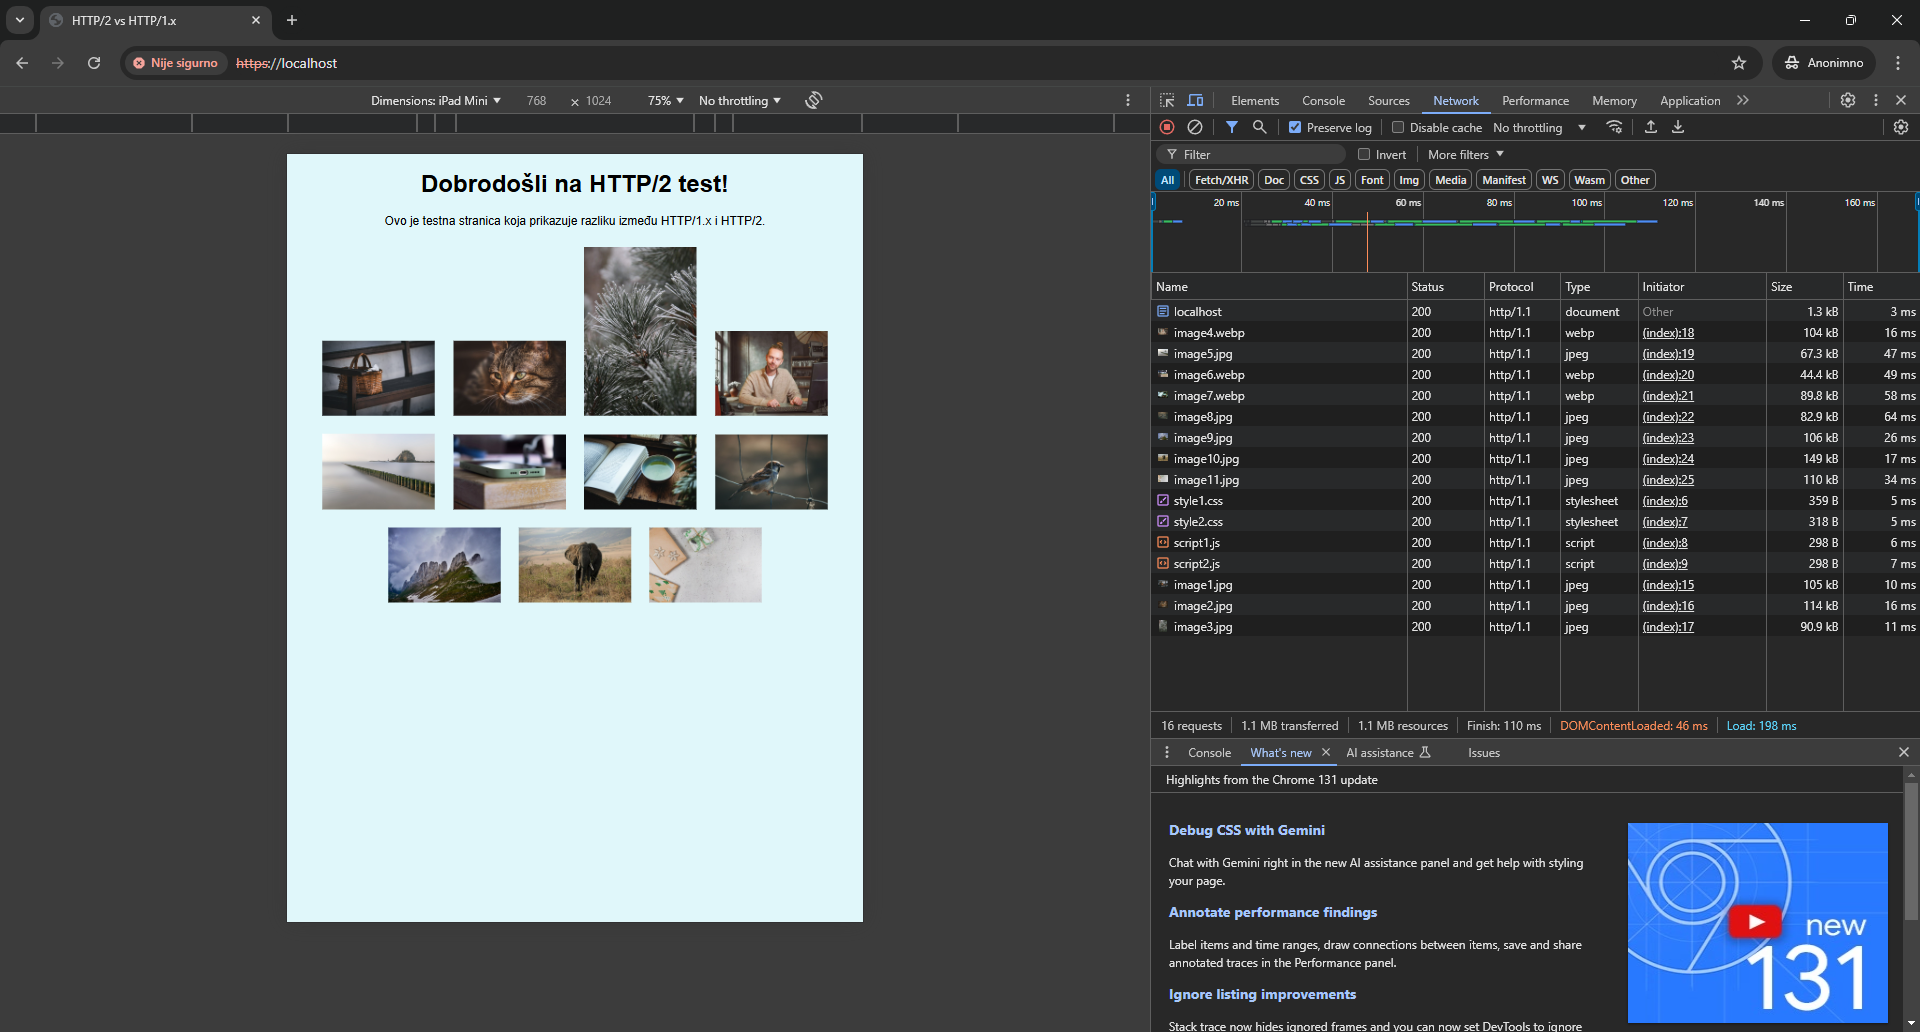 HTTP/2 vs HTTP/1.x
Nije sigurno
https://localhost
Anonimno
Dimensions: iPad Mini
768
x
1024
75%
No throttling
Elements
Console
Sources
Network
Performance
Memory
Application
Preserve log
Disable cache
No throttling
Filter
Invert
More filters
All
Fetch/XHR
Doc
CSS
JS
Font
Img
Media
Manifest
WS
Wasm
Other
20 ms
40 ms
60 ms
80 ms
100 ms
120 ms
140 ms
160 ms
Name Status Protocol Type Initiator Size Time
localhost 200 http/1.1 document Other 1.3 kB 3 ms
image4.webp 200 http/1.1 webp (index):18 104 kB 16 ms
image5.jpg 200 http/1.1 jpeg (index):19 67.3 kB 47 ms
image6.webp 200 http/1.1 webp (index):20 44.4 kB 49 ms
image7.webp 200 http/1.1 webp (index):21 89.8 kB 58 ms
image8.jpg 200 http/1.1 jpeg (index):22 82.9 kB 64 ms
image9.jpg 200 http/1.1 jpeg (index):23 106 kB 26 ms
image10.jpg 200 http/1.1 jpeg (index):24 149 kB 17 ms
image11.jpg 200 http/1.1 jpeg (index):25 110 kB 34 ms
style1.css 200 http/1.1 stylesheet (index):6 359 B 5 ms
style2.css 200 http/1.1 stylesheet (index):7 318 B 5 ms
script1.js 200 http/1.1 script (index):8 298 B 6 ms
script2.js 200 http/1.1 script (index):9 298 B 7 ms
image1.jpg 200 http/1.1 jpeg (index):15 105 kB 10 ms
image2.jpg 200 http/1.1 jpeg (index):16 114 kB 16 ms
image3.jpg 200 http/1.1 jpeg (index):17 90.9 kB 11 ms
16 requests
1.1 MB transferred
1.1 MB resources
Finish: 110 ms
DOMContentLoaded: 46 ms
Load: 198 ms
Console
What's new
AI assistance
Issues
Highlights from the Chrome 131 update
Debug CSS with Gemini
Chat with Gemini right in the new AI assistance panel and get help with styling
your page.
Annotate performance findings
Label items and time ranges, draw connections between items, save and share
annotated traces in the Performance panel.
Ignore listing improvements
Stack trace now hides ignored frames and you can now set DevTools to ignore
new
131
Dobrodošli na HTTP/2 test!
Ovo je testna stranica koja prikazuje razliku između HTTP/1.x i HTTP/2.